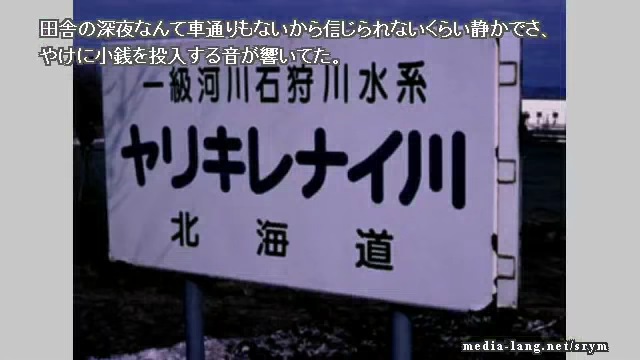 田舎の深夜なんて車通りもないから信じられないくらい静かでさ、
やけに小銭を投入する音が響いてた。
一級河川石狩川水系
ヤリキレナイ川
北海道
media-lang.net/srym